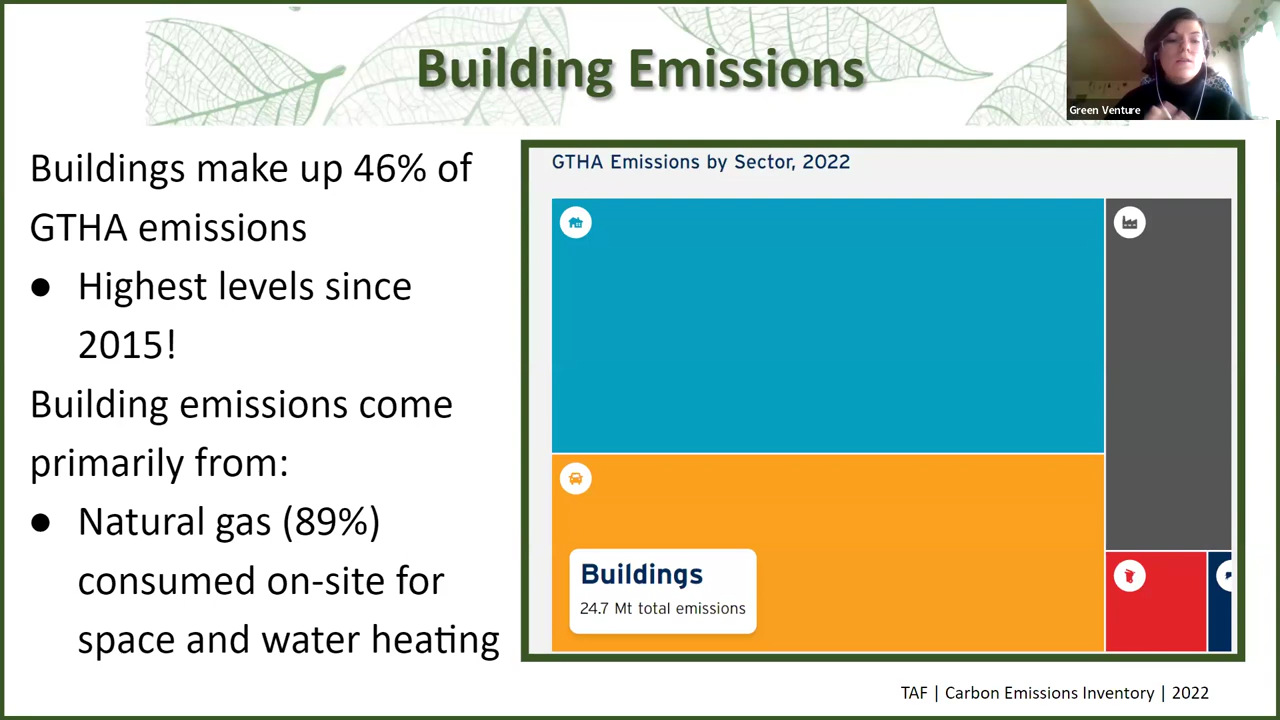 Building Emissions
Green Venture
Buildings make up 46% of
GTHA emissions
● Highest levels since
2015!
Building emissions come
primarily from:
● Natural gas (89%)
consumed on-site for
space and water heating
GTHA Emissions by Sector, 2022
Buildings
24.7 Mt total emissions
TAF | Carbon Emissions Inventory | 2022